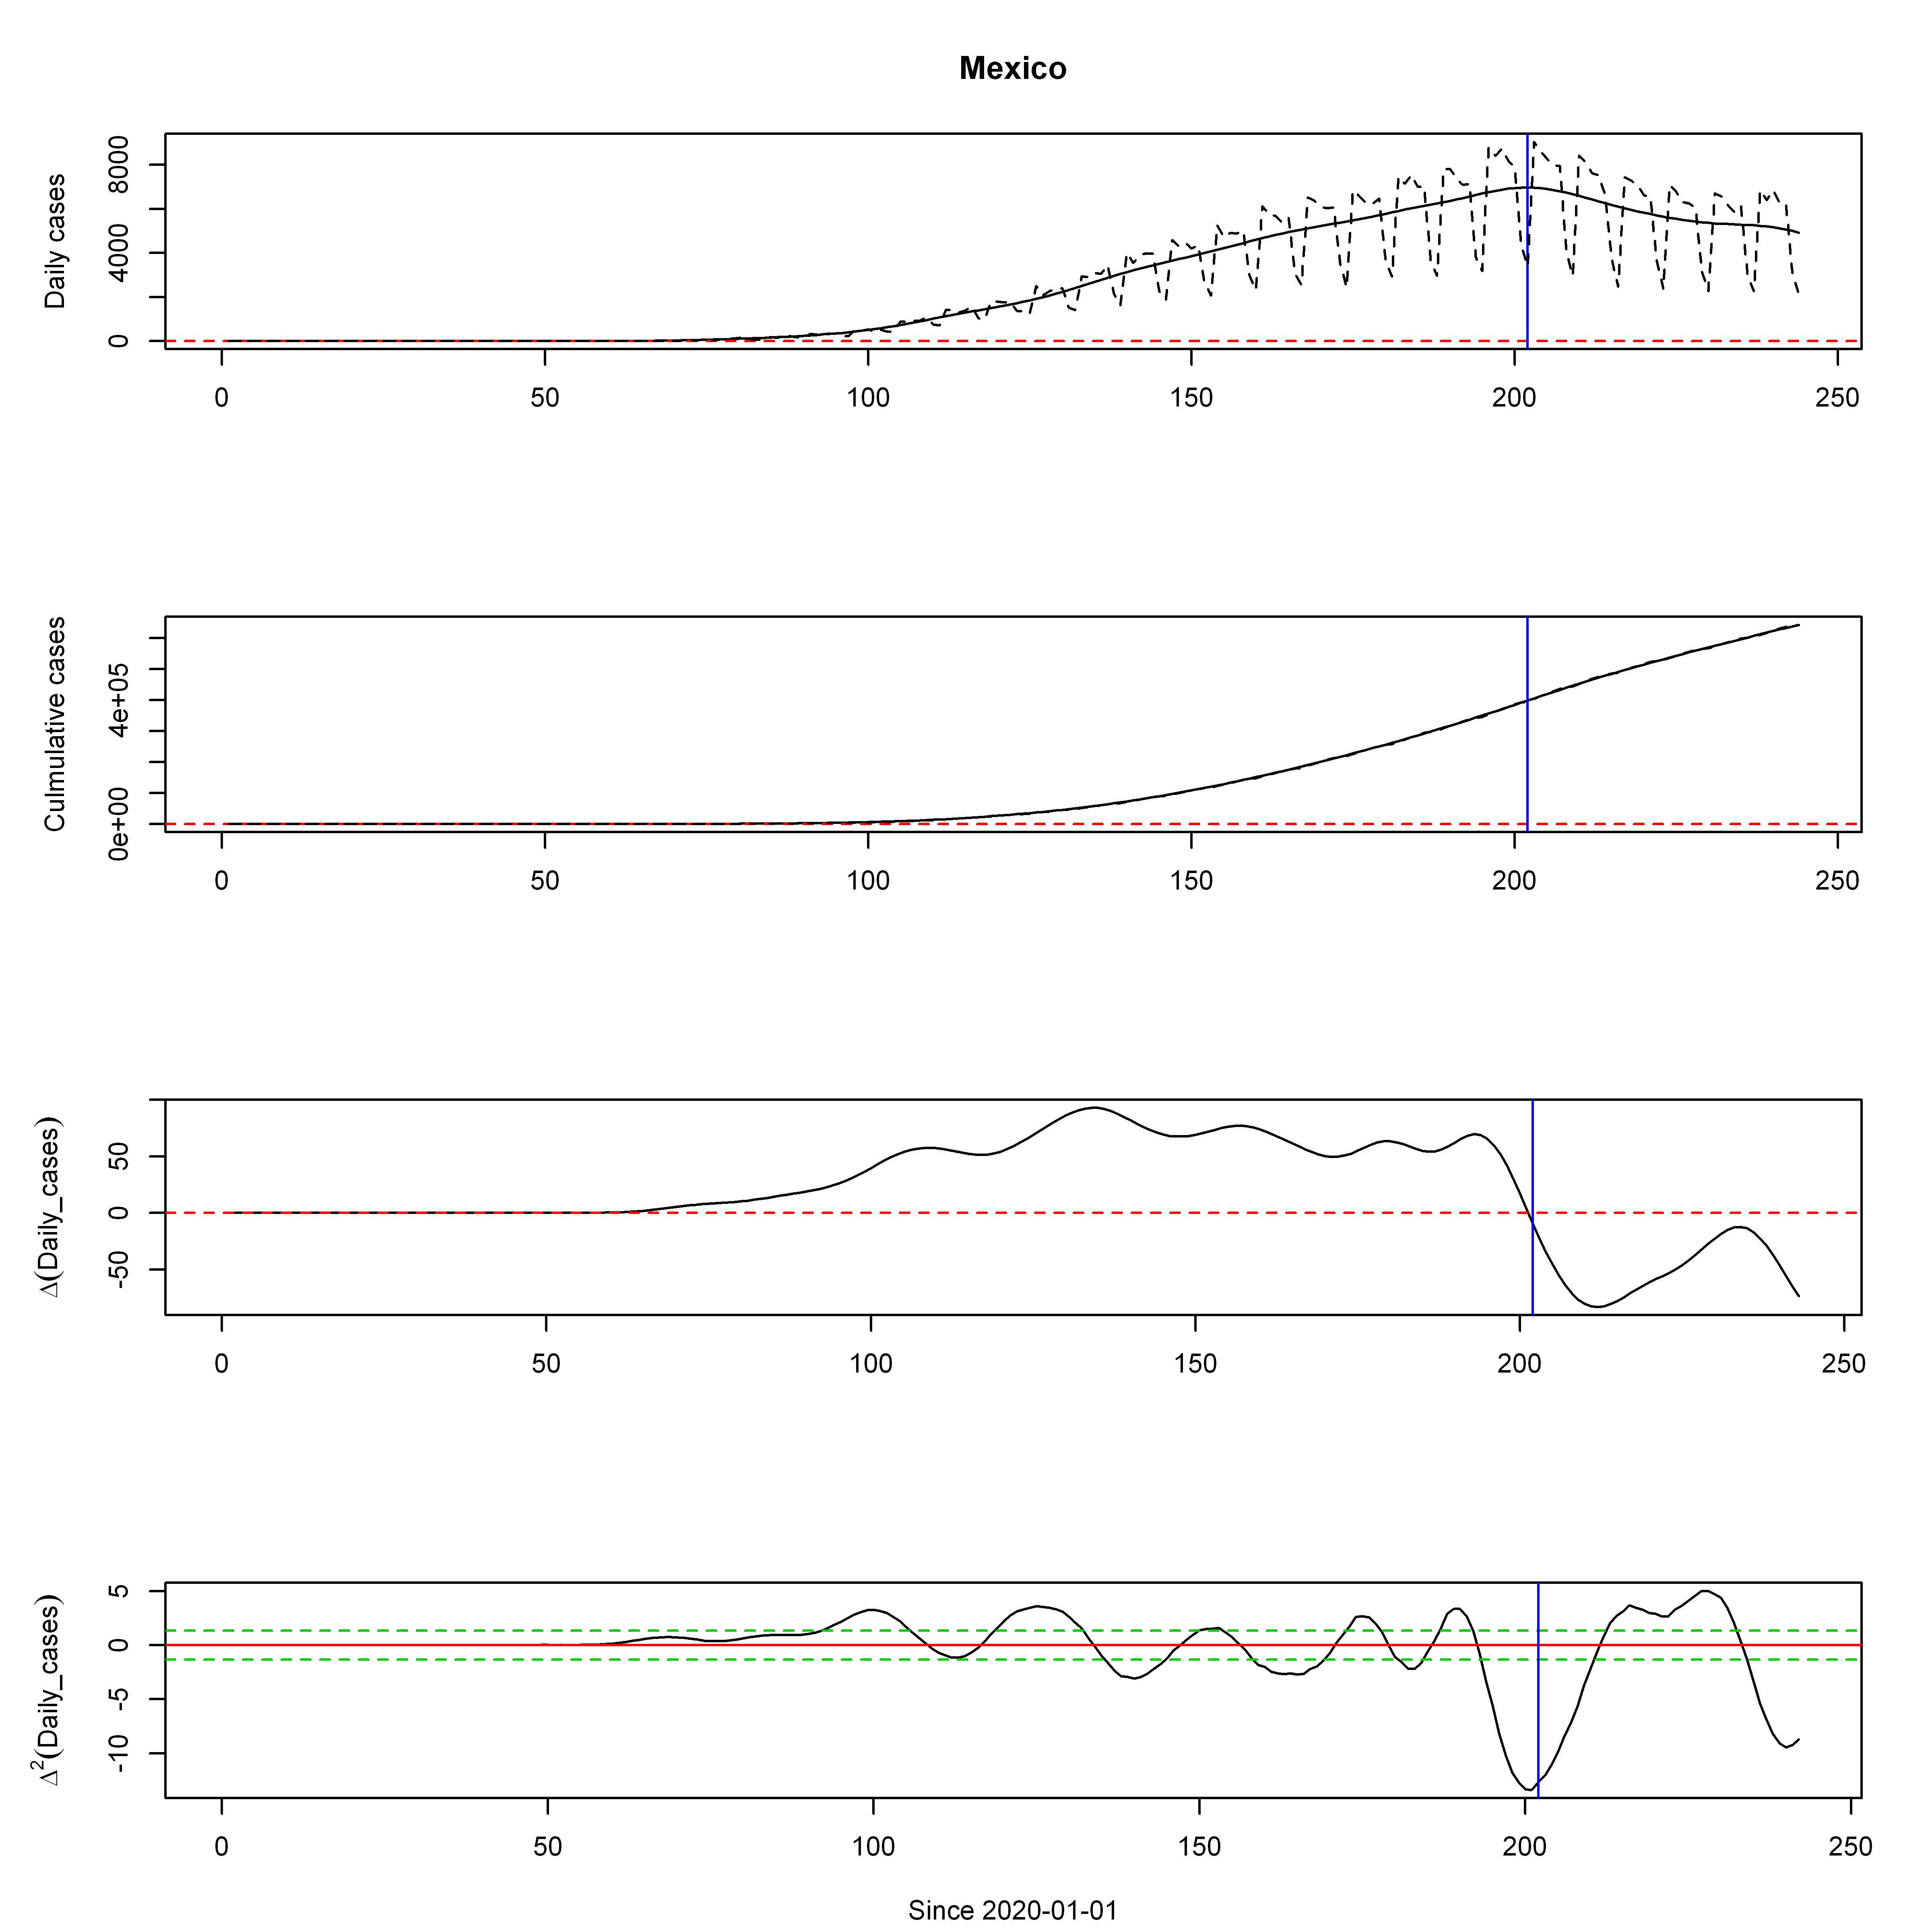 Mexico
Daily cases
0 4000 8000
0 50 100 150 200 250
Culmulative cases
0e+00 4e+05
0 50 100 150 200 250
Δ(Daily_cases)
-50 0 50
0 50 100 150 200 250
Δ²(Daily_cases)
-10 -5 0 5
0 50 100 150 200 250
Since 2020-01-01